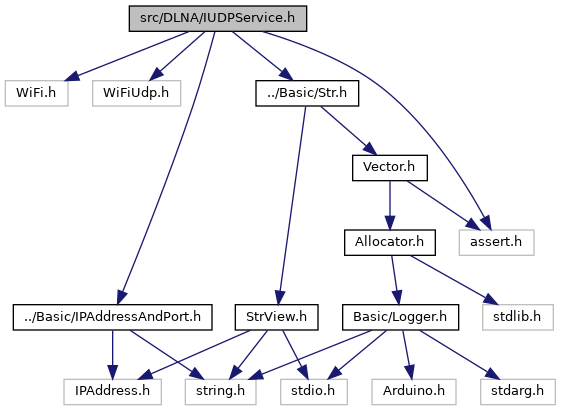 src/DLNA/IUDPService.h
WiFi.h
WiFiUdp.h
../Basic/Str.h
Vector.h
Allocator.h
assert.h
../Basic/IPAddressAndPort.h
StrView.h
Basic/Logger.h
stdlib.h
IPAddress.h
string.h
stdio.h
Arduino.h
stdarg.h